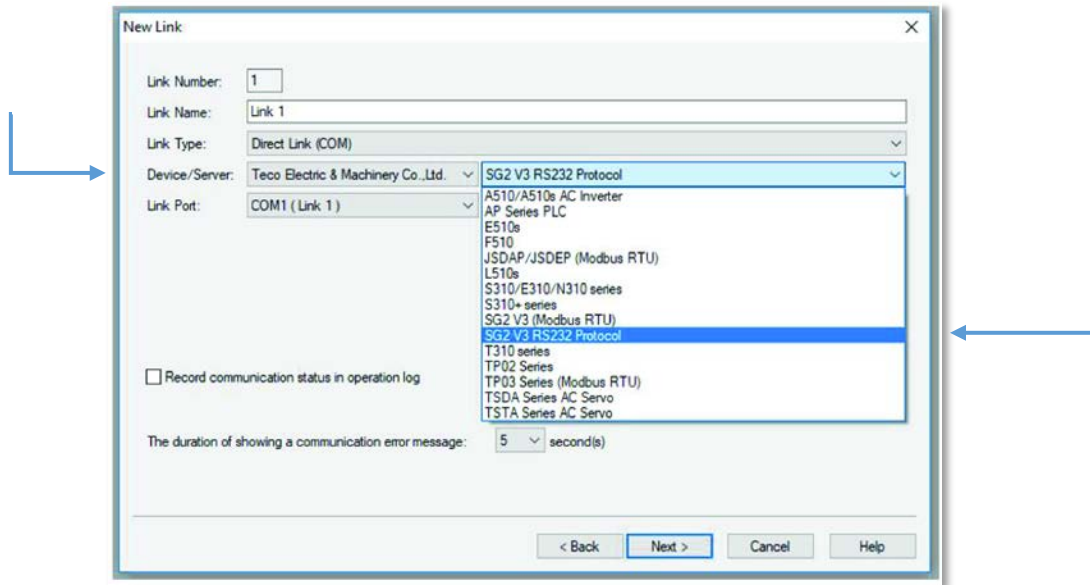 New Link
Link Number: 1
Link Name: Link 1
Link Type: Direct Link (COM)
Device/Server: Teco Electric & Machinery Co.,Ltd. SG2 V3 RS232 Protocol
Link Port: COM1 ( Link 1 )
A510/A510s AC Inverter
AP Series PLC
E510s
F510
JSDAP/JSDEP (Modbus RTU)
L510s
S310/E310/N310 series
S310+ series
SG2 V3 (Modbus RTU)
SG2 V3 RS232 Protocol
T310 series
TP02 Series
TP03 Series (Modbus RTU)
TSDA Series AC Servo
TSTA Series AC Servo
Record communication status in operation log
The duration of showing a communication error message: 5 second(s)
< Back Next > Cancel Help